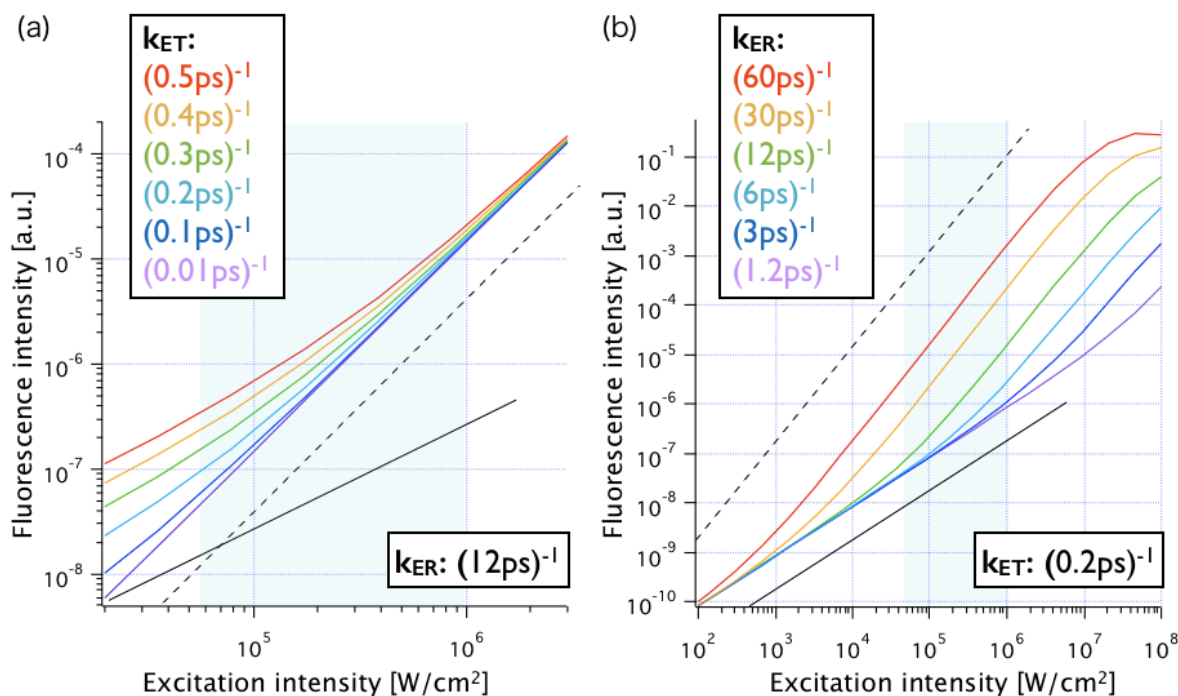 (a)
k_ET:
(0.5ps)⁻¹
(0.4ps)⁻¹
(0.3ps)⁻¹
(0.2ps)⁻¹
(0.1ps)⁻¹
(0.01ps)⁻¹
Fluorescence intensity [a.u.]
10⁻⁴
10⁻⁵
10⁻⁶
10⁻⁷
10⁻⁸
k_ER: (12ps)⁻¹
10⁵
10⁶
Excitation intensity [W/cm²]
(b)
k_ER:
(60ps)⁻¹
(30ps)⁻¹
(12ps)⁻¹
(6ps)⁻¹
(3ps)⁻¹
(1.2ps)⁻¹
Fluorescence intensity [a.u.]
10⁻¹
10⁻²
10⁻³
10⁻⁴
10⁻⁵
10⁻⁶
10⁻⁷
10⁻⁸
10⁻⁹
10⁻¹⁰
k_ET: (0.2ps)⁻¹
10²
10³
10⁴
10⁵
10⁶
10⁷
10⁸
Excitation intensity [W/cm²]